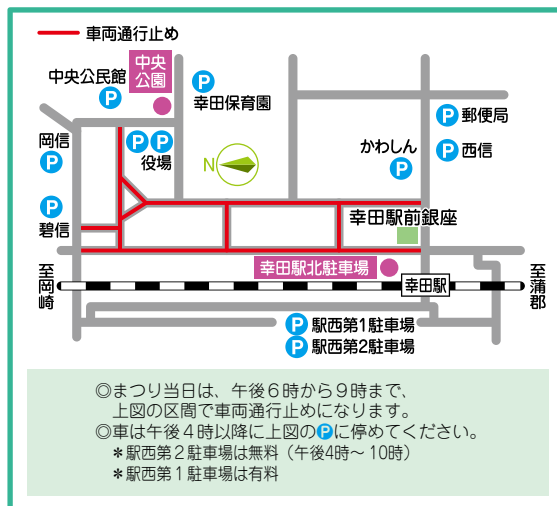 車両通行止め
中央
公園
中央公民館
P
P
幸田保育園
岡信
P
P P
役場
かわしん
P
P 郵便局
P 西信
N
P
碧信
幸田駅前銀座
幸田駅北駐車場
至岡崎
幸田駅
至蒲郡
P 駅西第1駐車場
P 駅西第2駐車場
◎まつり当日は、午後6時から9時まで、
上図の区間で車両通行止めになります。
◎車は午後4時以降に上図のPに停めてください。
＊駅西第2駐車場は無料（午後4時〜10時）
＊駅西第1駐車場は有料